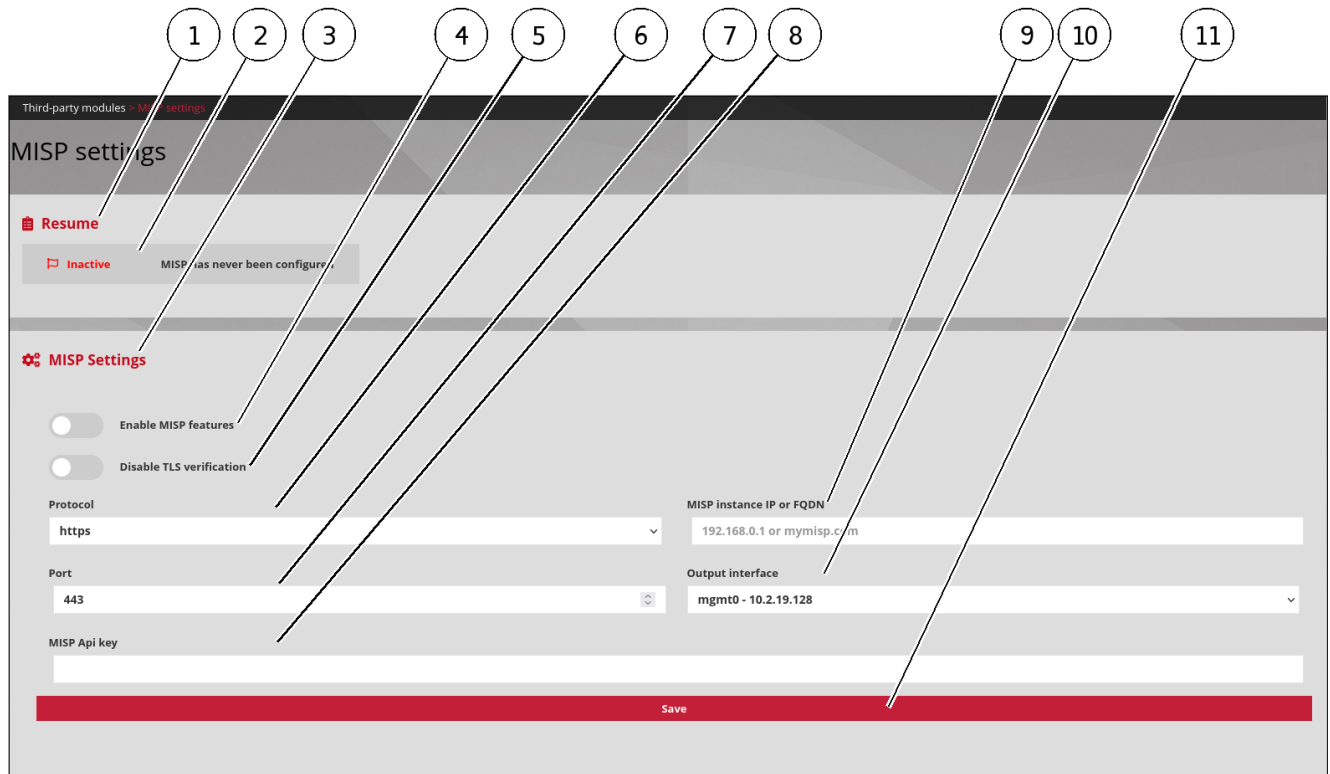 1 2 3 4 5 6 7 8 9 10 11
Third-party modules > MISP settings
MISP settings
Resume
Inactive MISP has never been configured
MISP Settings
Enable MISP features
Disable TLS verification
Protocol MISP instance IP or FQDN
https 192.168.0.1 or mymisp.com
Port Output interface
443 mgmt0 - 10.2.19.128
MISP Api key
Save